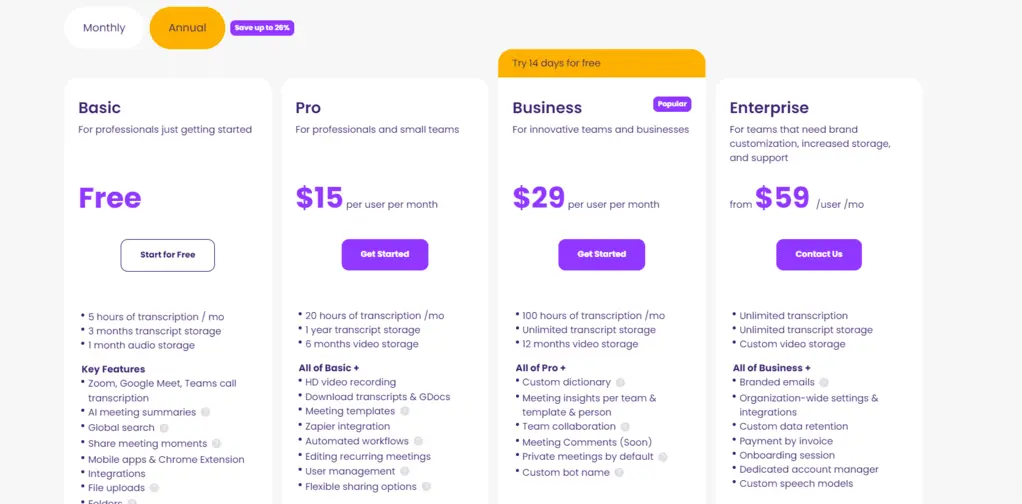 Monthly
Annual
Save up to 26%
Try 14 days for free
Basic
For professionals just getting started
Free
Start for Free
5 hours of transcription / mo
3 months transcript storage
1 month audio storage
Key Features
Zoom, Google Meet, Teams call
transcription
AI meeting summaries
Global search
Share meeting moments
Mobile apps & Chrome Extension
Integrations
File uploads
Folders
Pro
For professionals and small teams
$15 per user per month
Get Started
20 hours of transcription /mo
1 year transcript storage
6 months video storage
All of Basic +
HD video recording
Download transcripts & GDocs
Meeting templates
Zapier integration
Automated workflows
Editing recurring meetings
User management
Flexible sharing options
Business
Popular
For innovative teams and businesses
$29 per user per month
Get Started
100 hours of transcription /mo
Unlimited transcript storage
12 months video storage
All of Pro +
Custom dictionary
Meeting insights per team &
template & person
Team collaboration
Meeting Comments (Soon)
Private meetings by default
Custom bot name
Enterprise
For teams that need brand
customization, increased storage,
and support
from $59 /user /mo
Contact Us
Unlimited transcription
Unlimited transcript storage
Custom video storage
All of Business +
Branded emails
Organization-wide settings &
integrations
Custom data retention
Payment by invoice
Onboarding session
Dedicated account manager
Custom speech models